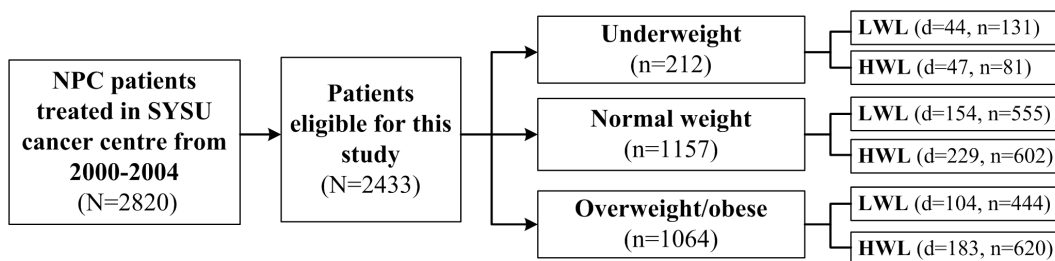 NPC patients
treated in SYSU
cancer centre from
2000-2004
(N=2820)
Patients
eligible for this
study
(N=2433)
Underweight
(n=212)
LWL (d=44, n=131)
HWL (d=47, n=81)
Normal weight
(n=1157)
LWL (d=154, n=555)
HWL (d=229, n=602)
Overweight/obese
(n=1064)
LWL (d=104, n=444)
HWL (d=183, n=620)